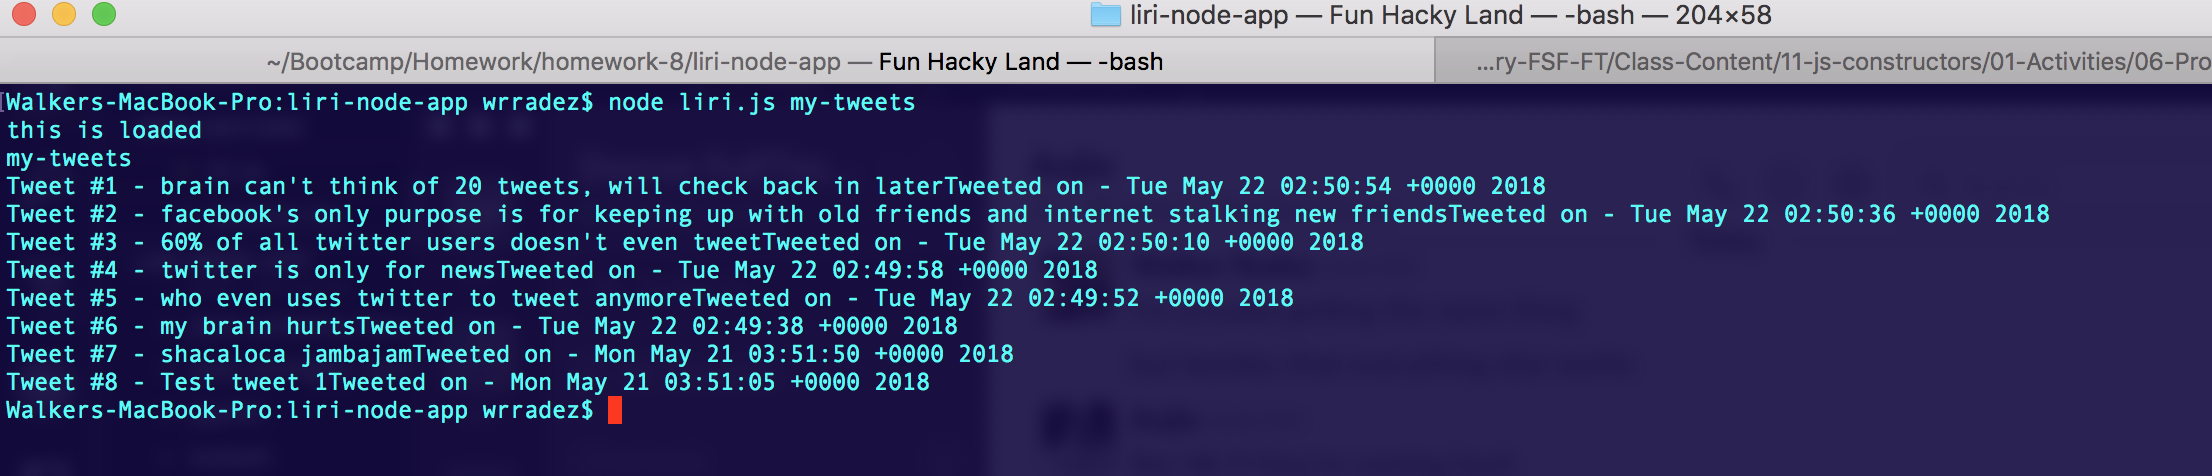 liri-node-app — Fun Hacky Land — -bash — 204×58
~/Bootcamp/Homework/homework-8/liri-node-app — Fun Hacky Land — -bash
...ry-FSF-FT/Class-Content/11-js-constructors/01-Activities/06-Pro
Walkers-MacBook-Pro:liri-node-app wrradez$ node liri.js my-tweets
this is loaded
my-tweets
Tweet #1 - brain can't think of 20 tweets, will check back in laterTweeted on - Tue May 22 02:50:54 +0000 2018
Tweet #2 - facebook's only purpose is for keeping up with old friends and internet stalking new friendsTweeted on - Tue May 22 02:50:36 +0000 2018
Tweet #3 - 60% of all twitter users doesn't even tweetTweeted on - Tue May 22 02:50:10 +0000 2018
Tweet #4 - twitter is only for newsTweeted on - Tue May 22 02:49:58 +0000 2018
Tweet #5 - who even uses twitter to tweet anymoreTweeted on - Tue May 22 02:49:52 +0000 2018
Tweet #6 - my brain hurtsTweeted on - Tue May 22 02:49:38 +0000 2018
Tweet #7 - shacaloca jambajamTweeted on - Mon May 21 03:51:50 +0000 2018
Tweet #8 - Test tweet 1Tweeted on - Mon May 21 03:51:05 +0000 2018
Walkers-MacBook-Pro:liri-node-app wrradez$